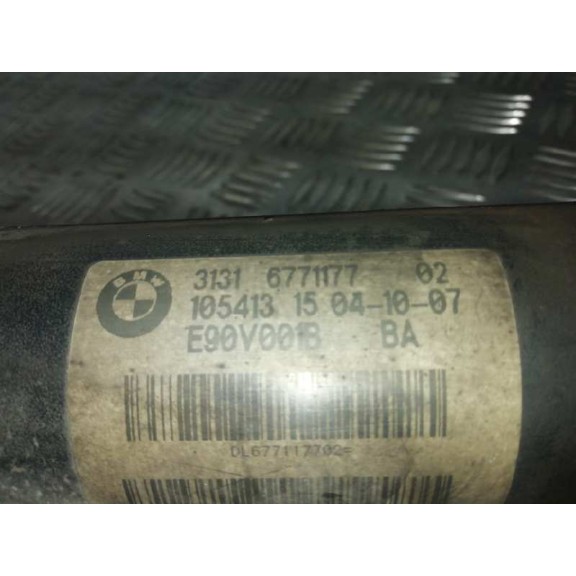 BMW
3131 6771177 02
105413 15 04-10-07
E90V001B BA
DL677117702=